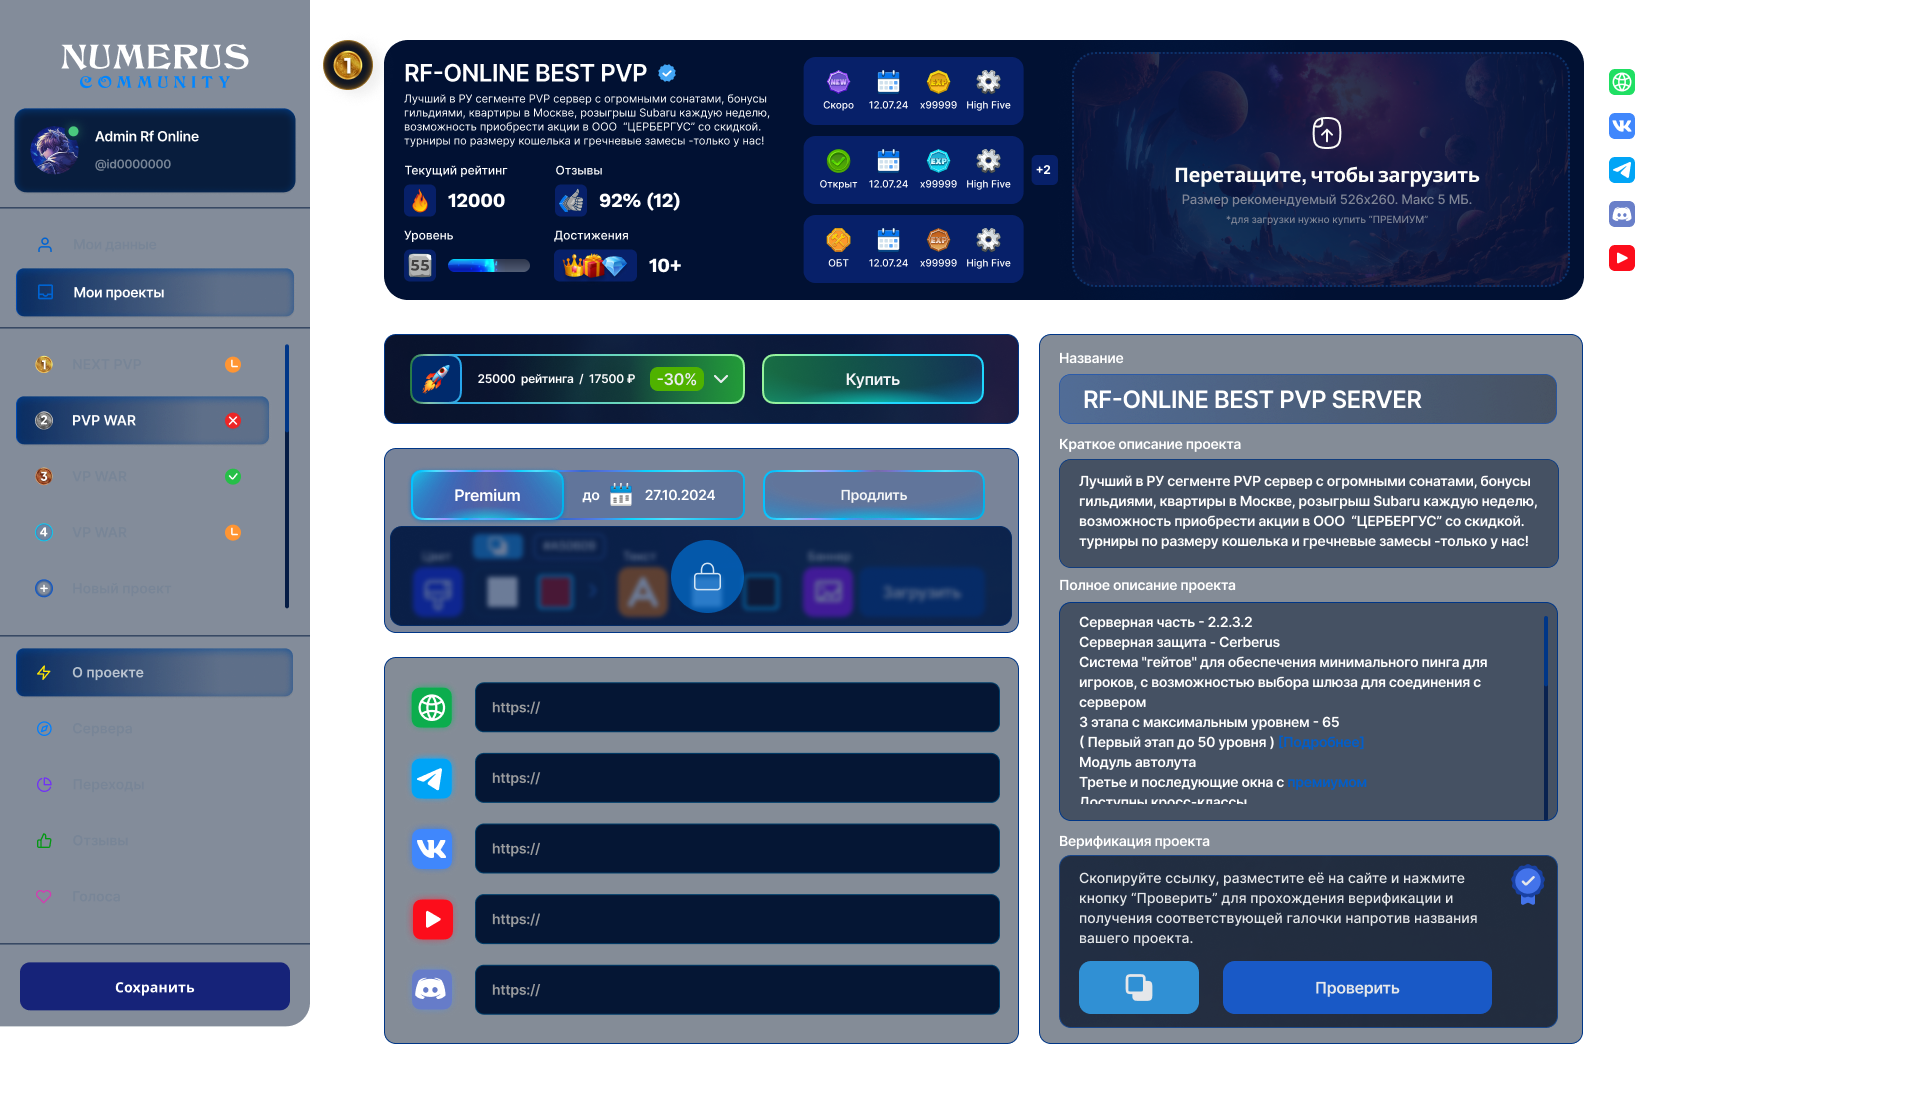 NUMERUS
COMMUNITY
Admin Rf Online
@id0000000
Мои данные
Мои проекты
1
NEXT PVP
2
PVP WAR
3
VP WAR
4
VP WAR
Новый проект
О проекте
Сервера
Переходы
Отзывы
Голоса
Сохранить
1
RF-ONLINE BEST PVP
Лучший в РУ сегменте PVP сервер с огромными сонатами, бонусы
гильдиями, квартиры в Москве, розыгрыш Subaru каждую неделю,
возможность приобрести акции в ООО “ЦЕРБЕРГУС” со скидкой.
турниры по размеру кошелька и гречневые замесы -только у нас!
Текущий рейтинг
12000
Отзывы
92% (12)
Уровень
55
Достижения
10+
NEW
EXP
Скоро 12.07.24 x99999 High Five
EXP
Открыт 12.07.24 x99999 High Five
EXP
ОБТ 12.07.24 x99999 High Five
+2
Перетащите, чтобы загрузить
Размер рекомендуемый 526x260. Макс 5 МБ.
*для загрузки нужно купить “ПРЕМИУМ”
25000 рейтинга / 17500 ₽
-30%
Купить
Premium
до
27.10.2024
Продлить
Цвет
Текст
Баннер
Загрузить
https://
https://
https://
https://
https://
Название
RF-ONLINE BEST PVP SERVER
Краткое описание проекта
Лучший в РУ сегменте PVP сервер с огромными сонатами, бонусы
гильдиями, квартиры в Москве, розыгрыш Subaru каждую неделю,
возможность приобрести акции в ООО “ЦЕРБЕРГУС” со скидкой.
турниры по размеру кошелька и гречневые замесы -только у нас!
Полное описание проекта
Серверная часть - 2.2.3.2
Серверная защита - Cerberus
Система "гейтов" для обеспечения минимального пинга для
игроков, с возможностью выбора шлюза для соединения с
сервером
3 этапа с максимальным уровнем - 65
( Первый этап до 50 уровня ) [Подробнее]
Модуль автолута
Третье и последующие окна с премиумом
Доступны кросс-классы
Верификация проекта
Скопируйте ссылку, разместите её на сайте и нажмите
кнопку “Проверить” для прохождения верификации и
получения соответствующей галочки напротив названия
вашего проекта.
Проверить